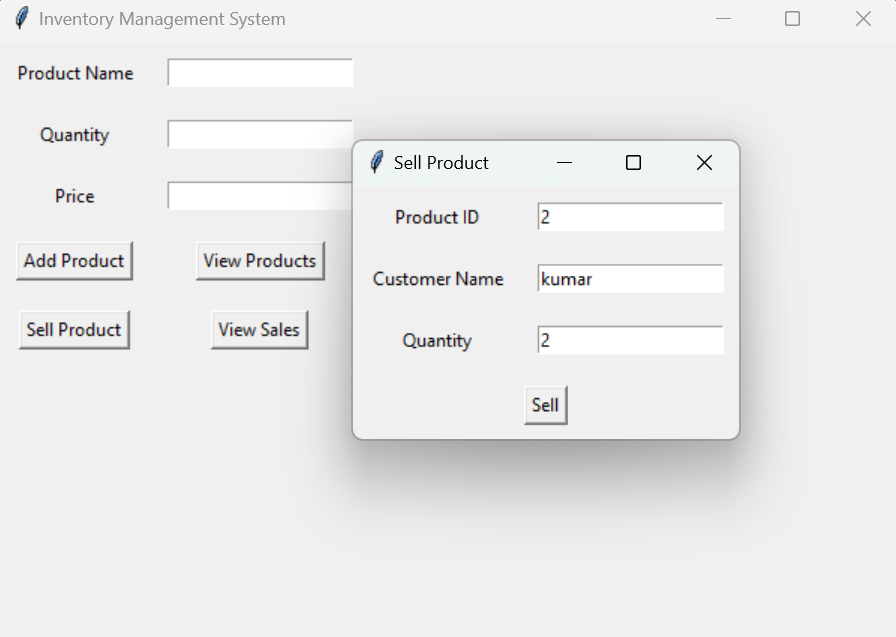 Inventory Management System
Product Name
Quantity
Price
Add Product View Products
Sell Product View Sales
Sell Product
Product ID 2
Customer Name kumar
Quantity 2
Sell